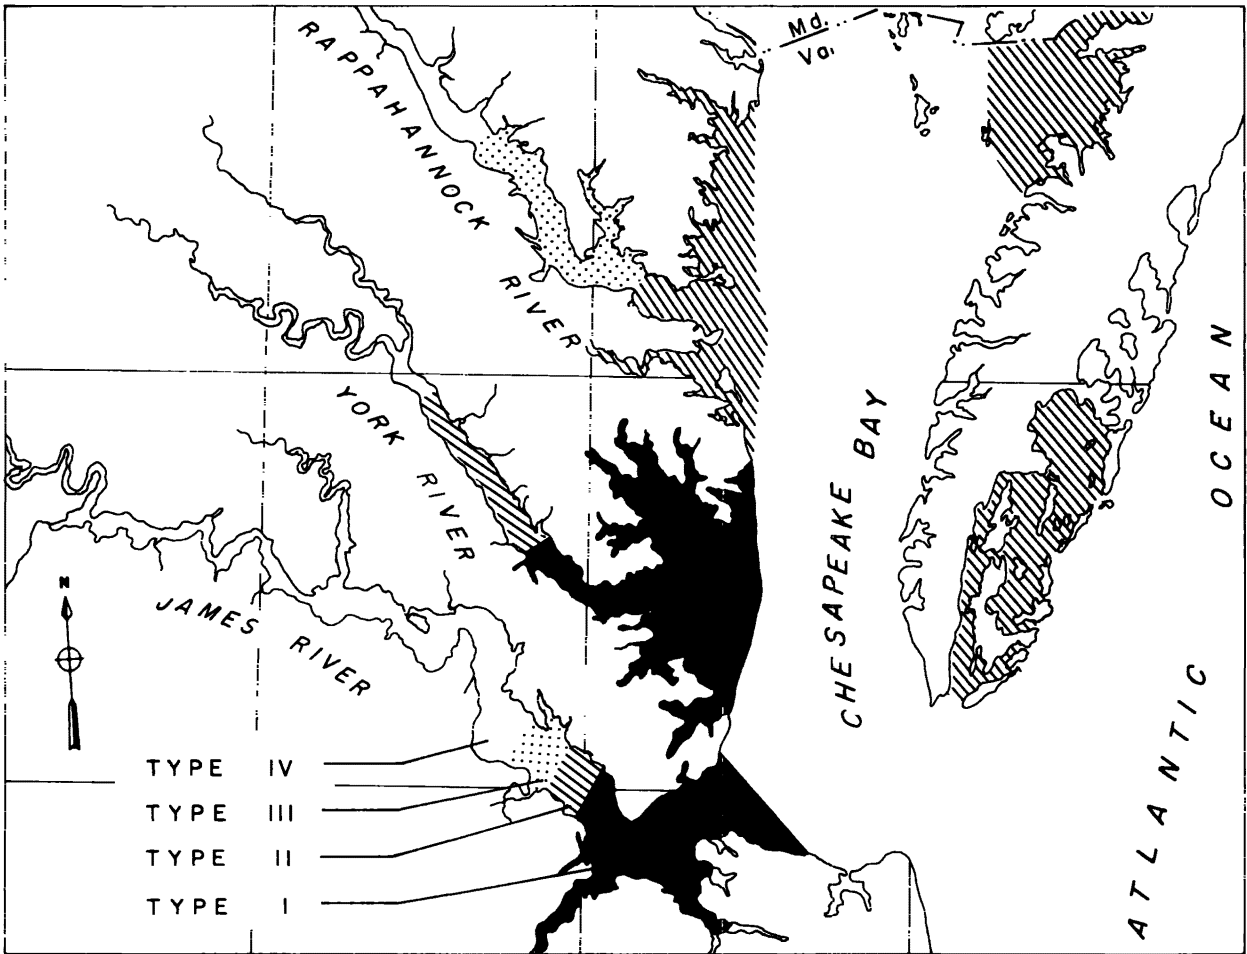 Md.
Va.
RAPPAHANNOCK
RIVER
YORK RIVER
JAMES RIVER
CHESAPEAKE BAY
ATLANTIC OCEAN
N
TYPE IV
TYPE III
TYPE II
TYPE I